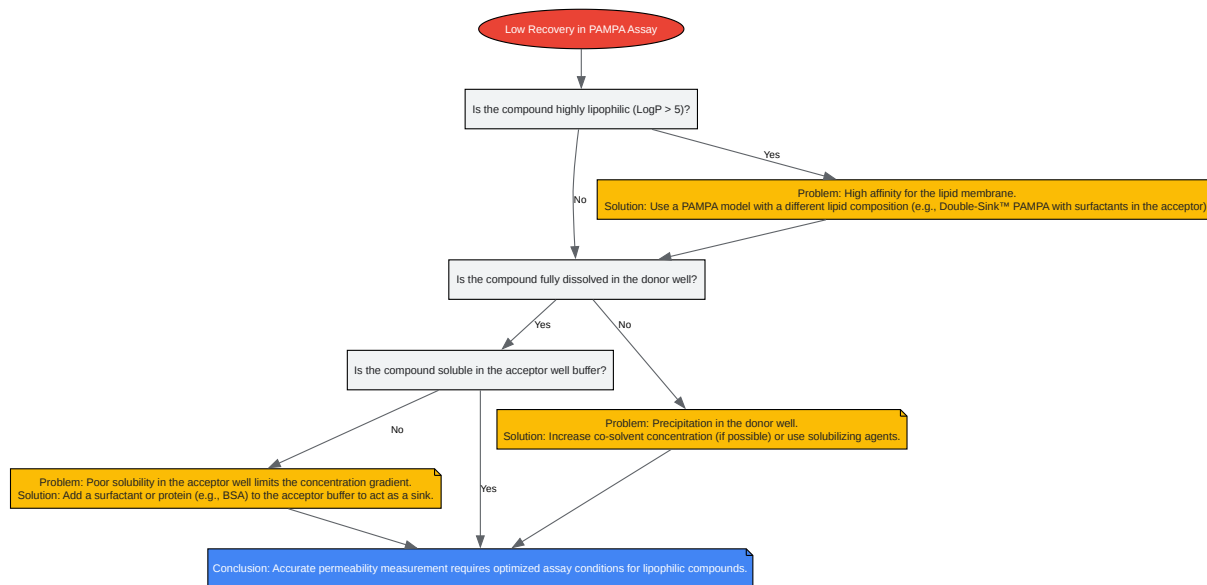 Low Recovery in PAMPA Assay
Is the compound highly lipophilic (LogP > 5)?
Yes
Problem: High affinity for the lipid membrane.
Solution: Use a PAMPA model with a different lipid composition (e.g., Double-Sink™ PAMPA with surfactants in the acceptor)
No
Is the compound fully dissolved in the donor well?
Yes
No
Is the compound soluble in the acceptor well buffer?
Problem: Precipitation in the donor well.
Solution: Increase co-solvent concentration (if possible) or use solubilizing agents.
No
Problem: Poor solubility in the acceptor well limits the concentration gradient.
Solution: Add a surfactant or protein (e.g., BSA) to the acceptor buffer to act as a sink.
Yes
Conclusion: Accurate permeability measurement requires optimized assay conditions for lipophilic compounds.